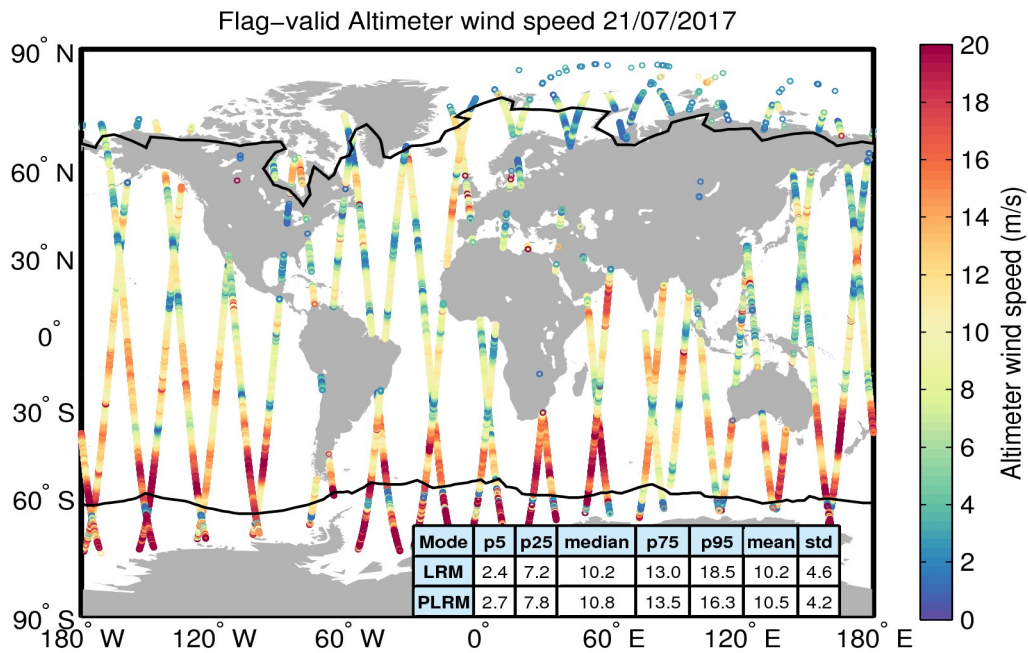 Flag−valid Altimeter wind speed 21/07/2017
90° N
60° N
30° N
0°
30° S
60° S
90° S
180° W
120° W
60° W
0°
60° E
120° E
180° E
Mode p5 p25 median p75 p95 mean std
LRM 2.4 7.2 10.2 13.0 18.5 10.2 4.6
PLRM 2.7 7.8 10.8 13.5 16.3 10.5 4.2
20
18
16
14
12
10
8
6
4
2
0
Altimeter wind speed (m/s)